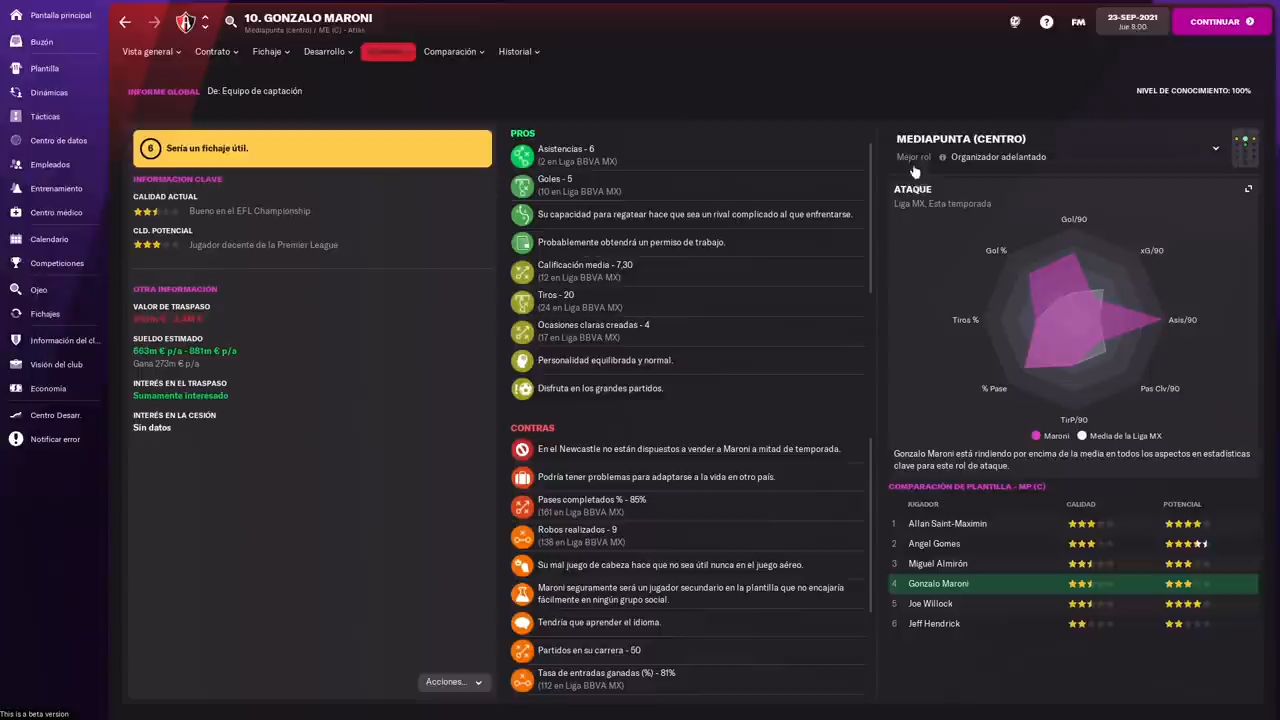 Pantalla principal
Buzón
Plantilla
Dinámicas
Tácticas
Centro de datos
Empleados
Entrenamiento
Centro médico
Calendario
Competiciones
Ojeo
Fichajes
Información del cl...
Visión del club
Economía
Centro Desarr.
Notificar error
This is a beta version
10. GONZALO MARONI
Mediapunta (centro) / ME (C) - Atlas
FM
23-SEP-2021
Jue 8:00
CONTINUAR
Vista general
Contrato
Fichaje
Desarrollo
Comparación
Historial
INFORME GLOBAL De: Equipo de captación
NIVEL DE CONOCIMIENTO: 100%
6 Sería un fichaje útil.
INFORMACIÓN CLAVE
CALIDAD ACTUAL
Bueno en el EFL Championship
CLD. POTENCIAL
Jugador decente de la Premier League
OTRA INFORMACIÓN
VALOR DE TRASPASO
SUELDO ESTIMADO
663m € p/a - 881m € p/a
Gana 273m € p/a
INTERÉS EN EL TRASPASO
Sumamente interesado
INTERÉS EN LA CESIÓN
Sin datos
Acciones...
PROS
Asistencias - 6
(2 en Liga BBVA MX)
Goles - 5
(10 en Liga BBVA MX)
Su capacidad para regatear hace que sea un rival complicado al que enfrentarse.
Probablemente obtendrá un permiso de trabajo.
Calificación media - 7,30
(12 en Liga BBVA MX)
Tiros - 20
(24 en Liga BBVA MX)
Ocasiones claras creadas - 4
(17 en Liga BBVA MX)
Personalidad equilibrada y normal.
Disfruta en los grandes partidos.
CONTRAS
En el Newcastle no están dispuestos a vender a Maroni a mitad de temporada.
Podría tener problemas para adaptarse a la vida en otro país.
Pases completados % - 85%
(161 en Liga BBVA MX)
Robos realizados - 9
(138 en Liga BBVA MX)
Su mal juego de cabeza hace que no sea útil nunca en el juego aéreo.
Maroni seguramente será un jugador secundario en la plantilla que no encajaría
fácilmente en ningún grupo social.
Tendría que aprender el idioma.
Partidos en su carrera - 50
Tasa de entradas ganadas (%) - 81%
(112 en Liga BBVA MX)
MEDIAPUNTA (CENTRO)
Mejor rol Organizador adelantado
ATAQUE
Liga MX, Esta temporada
Gol/90
xG/90
Asis/90
Pas Clv/90
TirP/90
% Pase
Tiros %
Gol %
Maroni Media de la Liga MX
Gonzalo Maroni está rindiendo por encima de la media en todos los aspectos en estadísticas
clave para este rol de ataque.
COMPARACIÓN DE PLANTILLA - MP (C)
JUGADOR CALIDAD POTENCIAL
1 Allan Saint-Maximin
2 Angel Gomes
3 Miguel Almirón
4 Gonzalo Maroni
5 Joe Willock
6 Jeff Hendrick